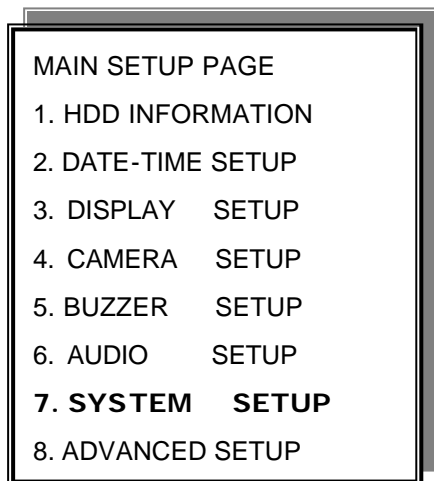 MAIN SETUP PAGE
1. HDD INFORMATION
2. DATE-TIME SETUP
3. DISPLAY SETUP
4. CAMERA SETUP
5. BUZZER SETUP
6. AUDIO SETUP
7. SYSTEM SETUP
8. ADVANCED SETUP